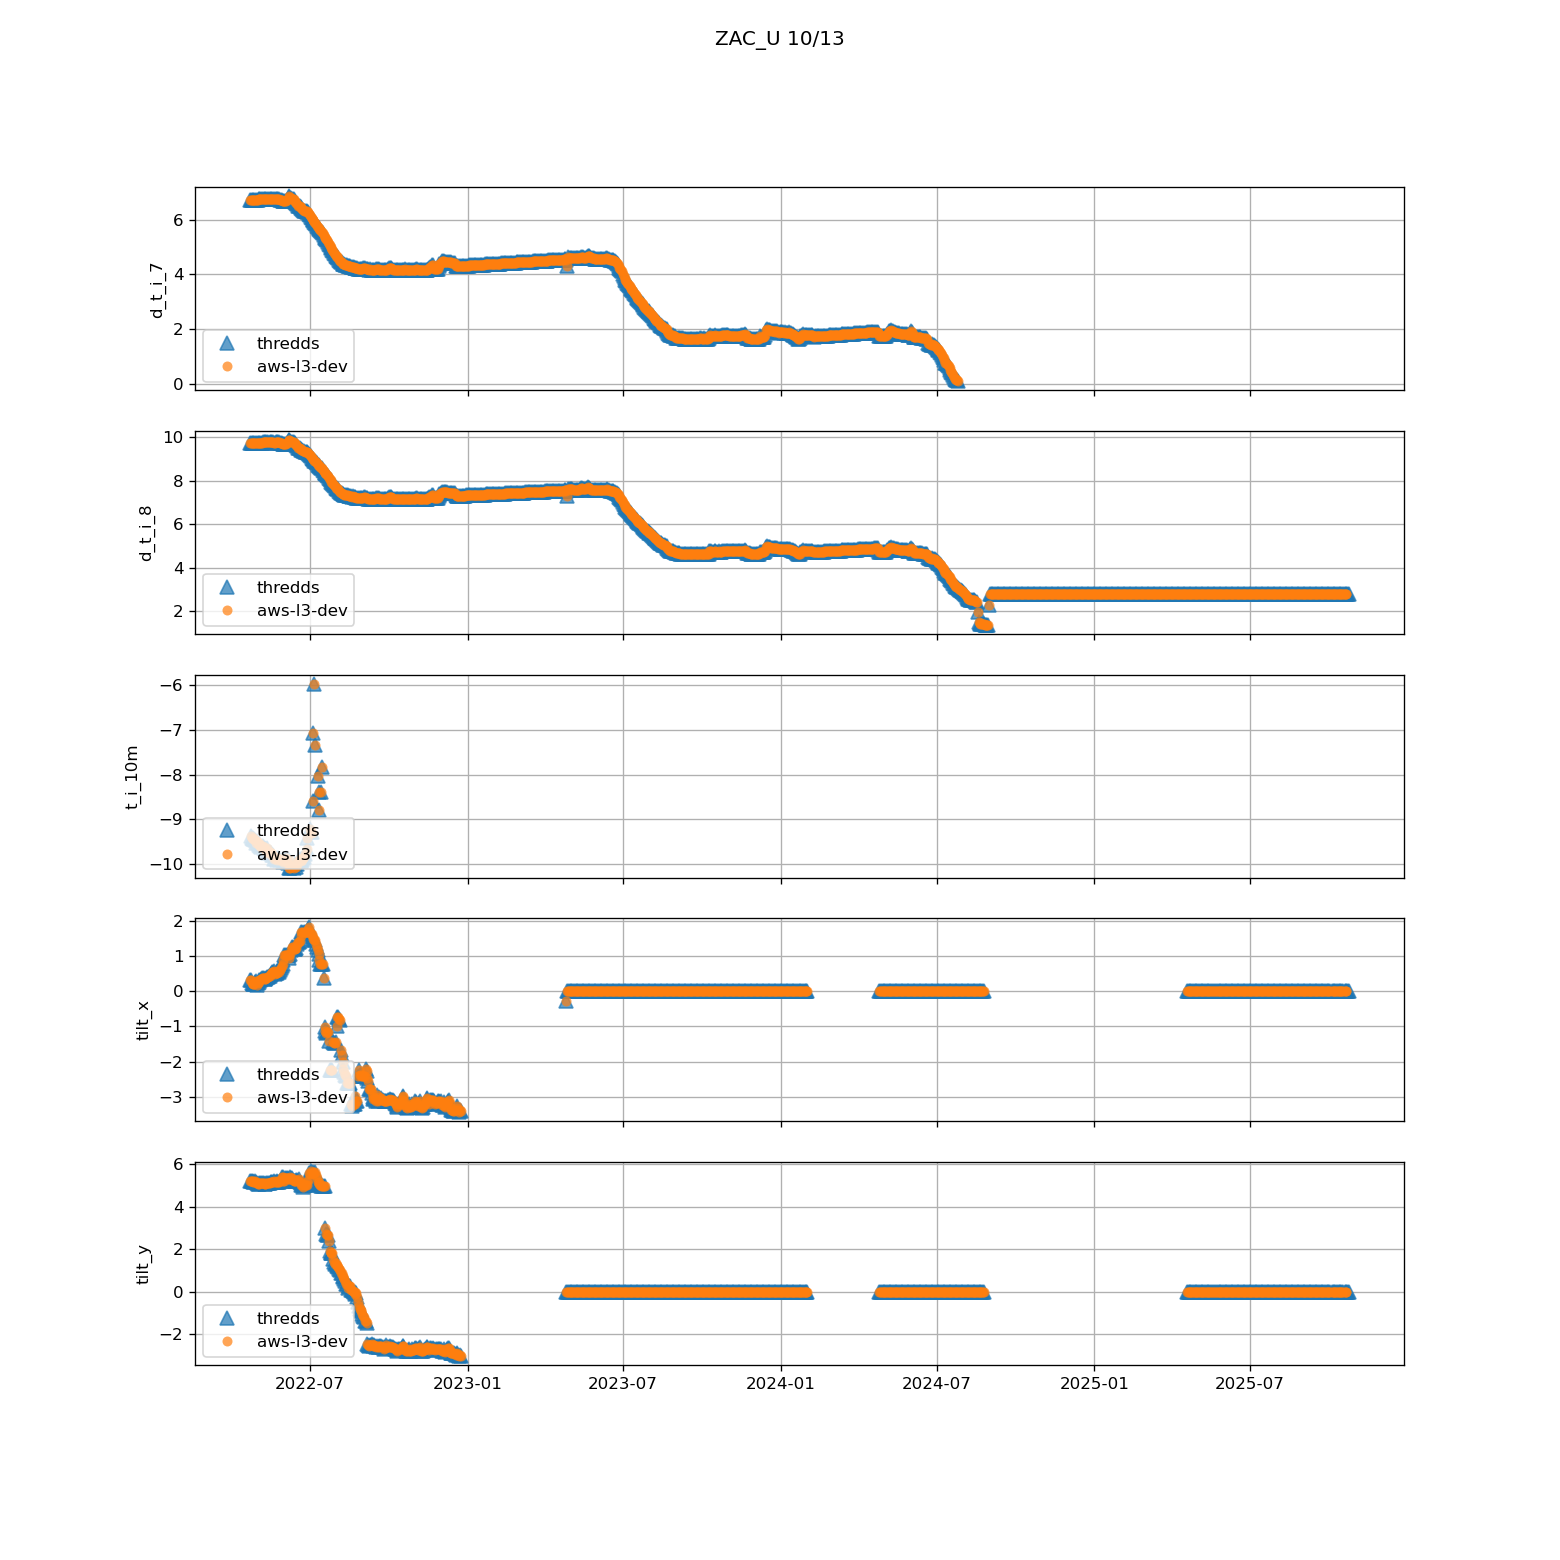 ZAC_U 10/13
6
4
2
0
d_t_i_7
thredds
aws-l3-dev
10
8
6
4
2
d_t_i_8
thredds
aws-l3-dev
−6
−7
−8
−9
−10
t_i_10m
thredds
aws-l3-dev
2
1
0
−1
−2
−3
tilt_x
thredds
aws-l3-dev
6
4
2
0
−2
tilt_y
thredds
aws-l3-dev
2022-07 2023-01 2023-07 2024-01 2024-07 2025-01 2025-07